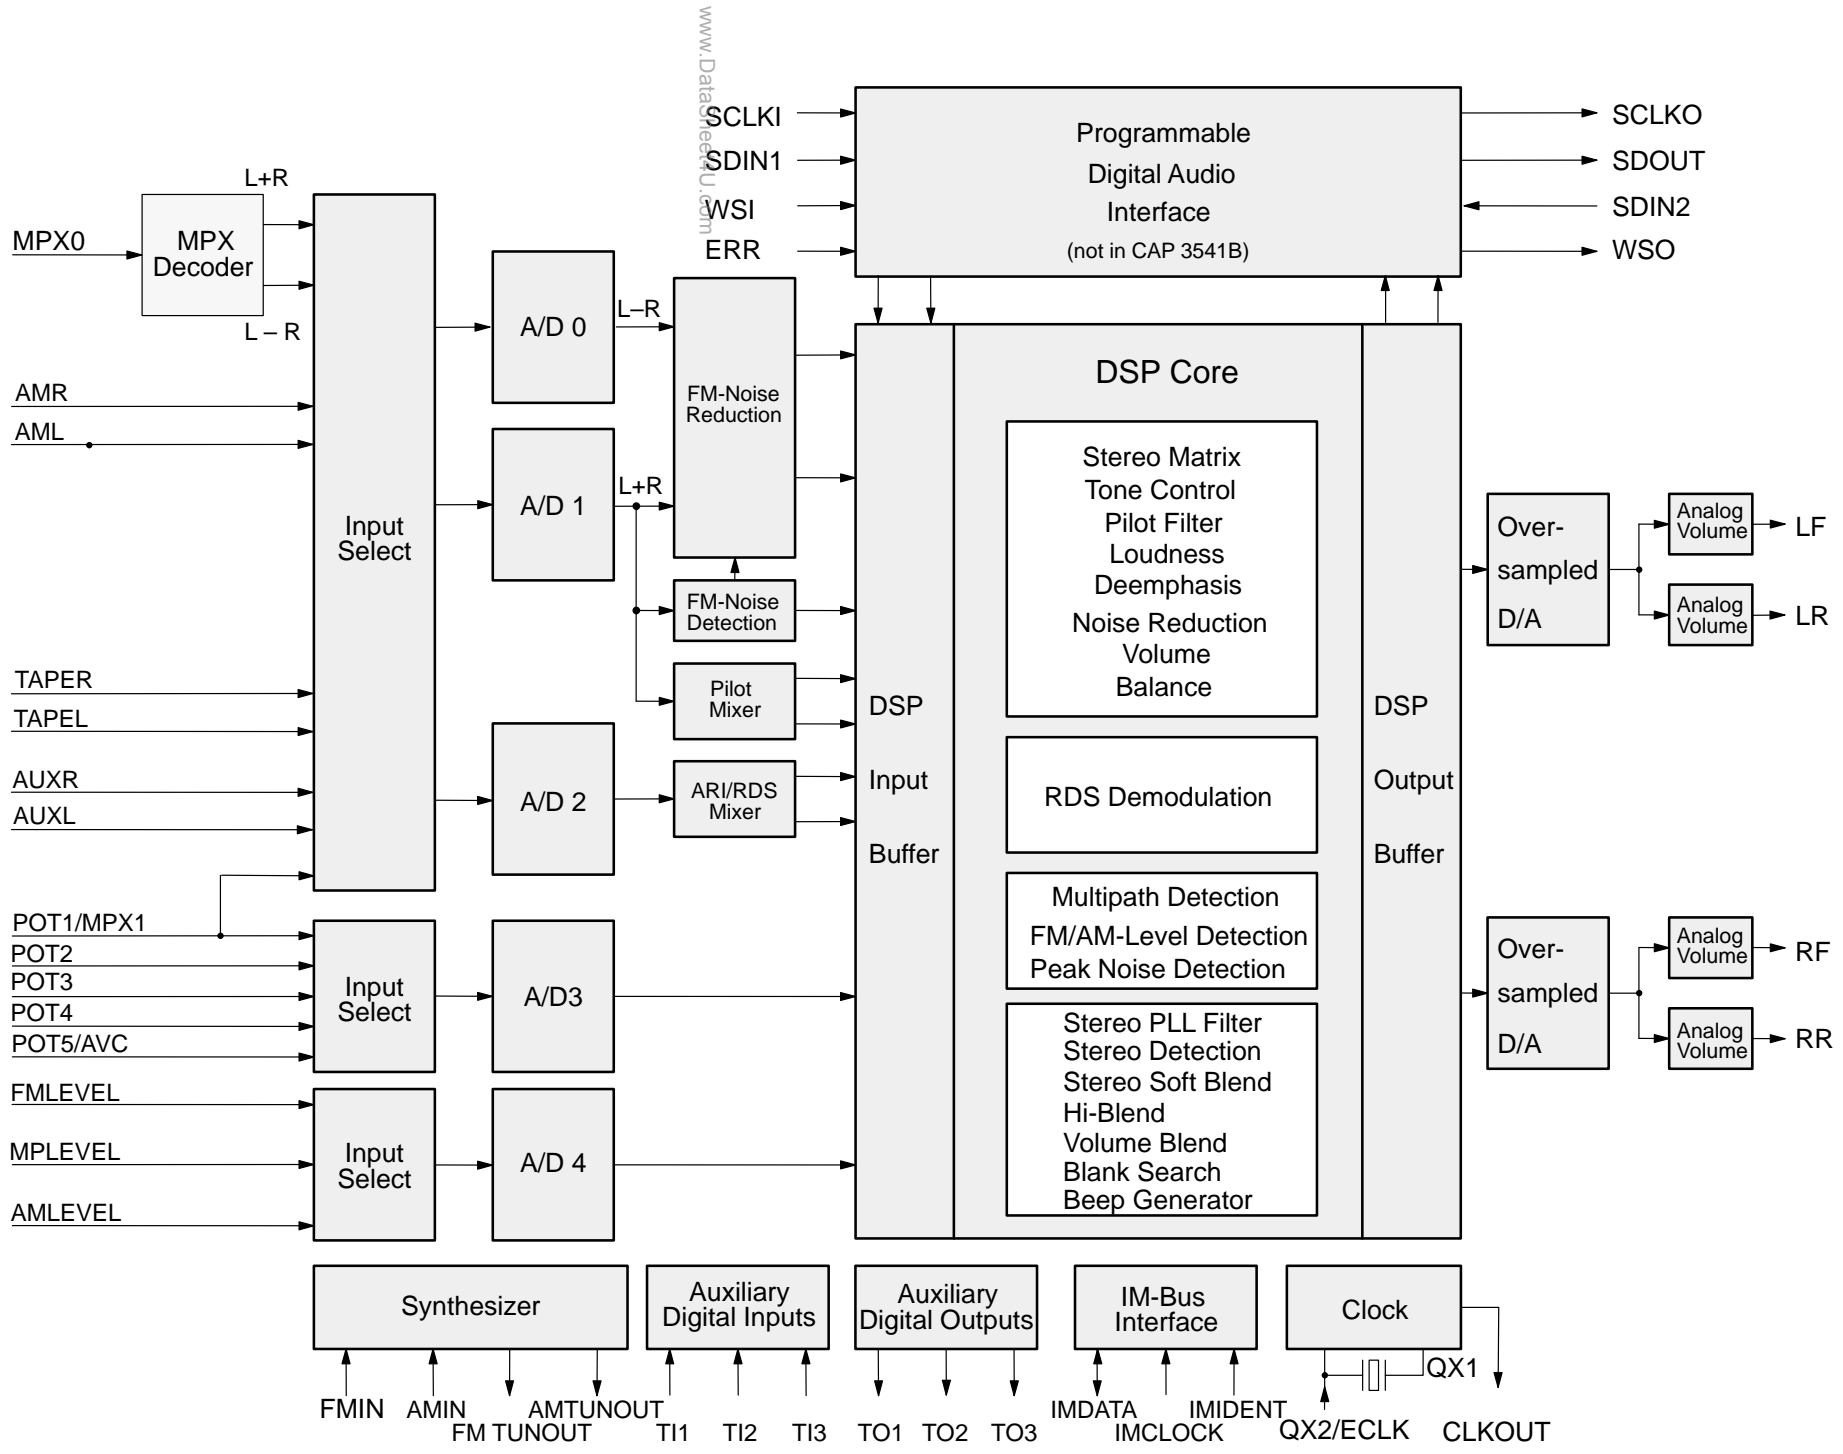 www.DataSheet4U.com
SCLKI
SDIN1
WSI
ERR
Programmable
Digital Audio
Interface
(not in CAP 3541B)
SCLKO
SDOUT
SDIN2
WSO
MPX0
MPX
Decoder
L+R
L – R
AMR
AML
TAPER
TAPEL
AUXR
AUXL
POT1/MPX1
POT2
POT3
POT4
POT5/AVC
FMLEVEL
MPLEVEL
AMLEVEL
Input
Select
Input
Select
Input
Select
A/D 0
A/D 1
A/D 2
A/D3
A/D 4
L–R
L+R
FM-Noise
Reduction
FM-Noise
Detection
Pilot
Mixer
ARI/RDS
Mixer
DSP
Input
Buffer
DSP Core
Stereo Matrix
Tone Control
Pilot Filter
Loudness
Deemphasis
Noise Reduction
Volume
Balance
RDS Demodulation
Multipath Detection
FM/AM-Level Detection
Peak Noise Detection
Stereo PLL Filter
Stereo Detection
Stereo Soft Blend
Hi-Blend
Volume Blend
Blank Search
Beep Generator
DSP
Output
Buffer
Over-
sampled
D/A
Analog
Volume
LF
Analog
Volume
LR
Over-
sampled
D/A
Analog
Volume
RF
Analog
Volume
RR
Synthesizer
FMIN
AMIN
FM TUNOUT
AMTUNOUT
Auxiliary
Digital Inputs
TI1
TI2
TI3
Auxiliary
Digital Outputs
TO1
TO2
TO3
IM-Bus
Interface
IMDATA
IMCLOCK
IMIDENT
Clock
QX1
QX2/ECLK
CLKOUT